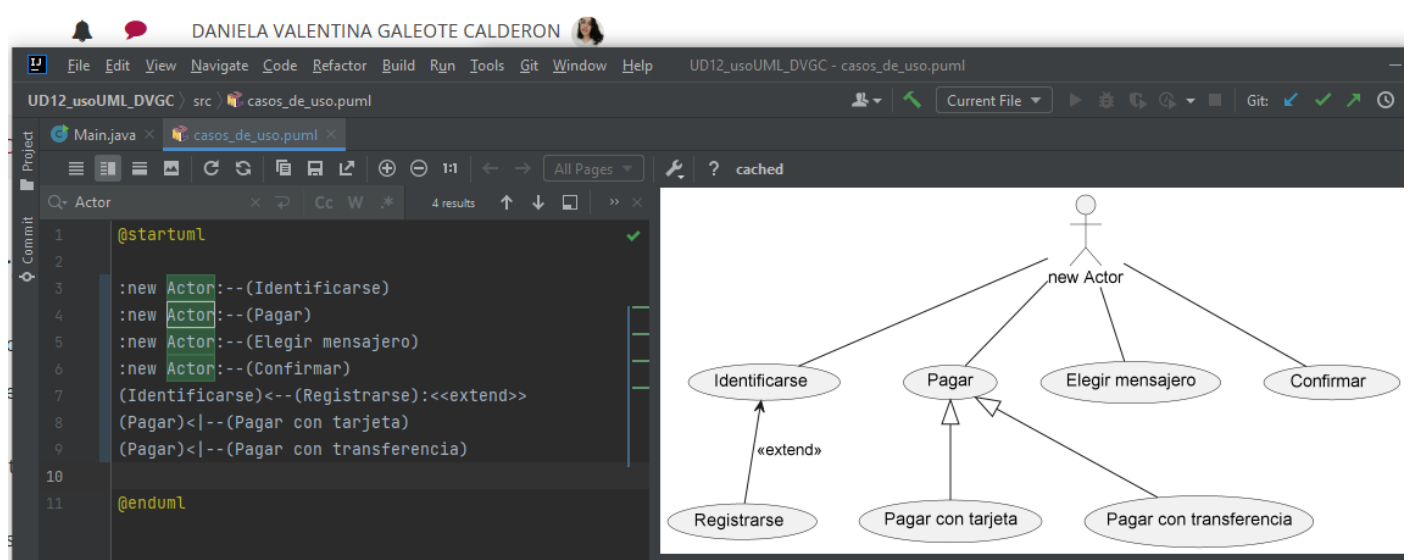 DANIELA VALENTINA GALEOTE CALDERON
IJ File Edit View Navigate Code Refactor Build Run Tools Git Window Help UD12_usoUML_DVGC - casos_de_uso.puml
UD12_usoUML_DVGC src casos_de_uso.puml Current File Git:
Main.java casos_de_uso.puml
Project
1:1 All Pages ? cached
Actor Cc W .* 4 results
Commit
1 @startuml
2
3 :new Actor:--(Identificarse)
4 :new Actor:--(Pagar)
5 :new Actor:--(Elegir mensajero)
6 :new Actor:--(Confirmar)
7 (Identificarse)<--(Registrarse):<<extend>>
8 (Pagar)<|--(Pagar con tarjeta)
9 (Pagar)<|--(Pagar con transferencia)
10
11 @enduml
new Actor
Identificarse Pagar Elegir mensajero Confirmar
«extend»
Registrarse Pagar con tarjeta Pagar con transferencia